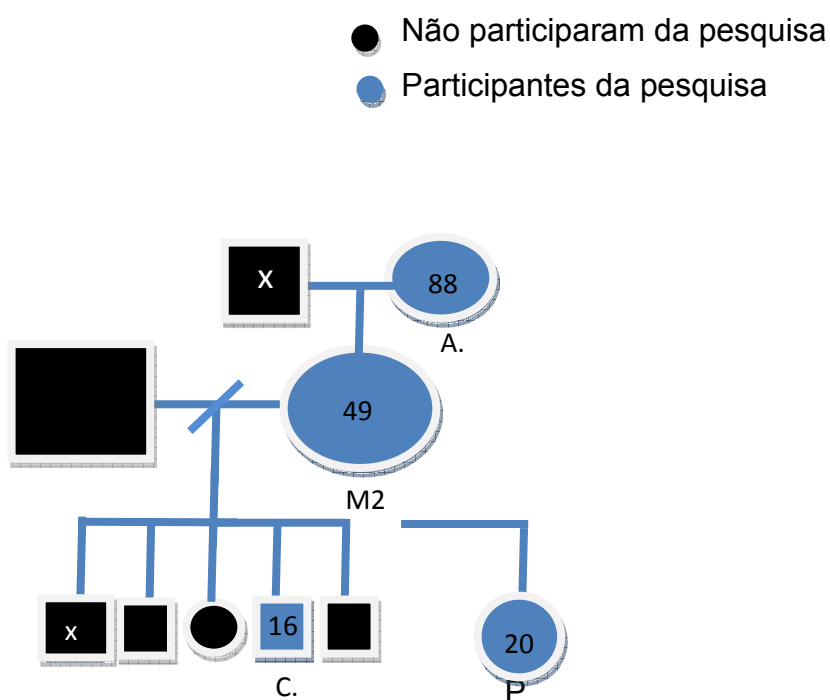 Não participaram da pesquisa
Participantes da pesquisa
X
88
A.
49
M2
x
16
20
C.
P